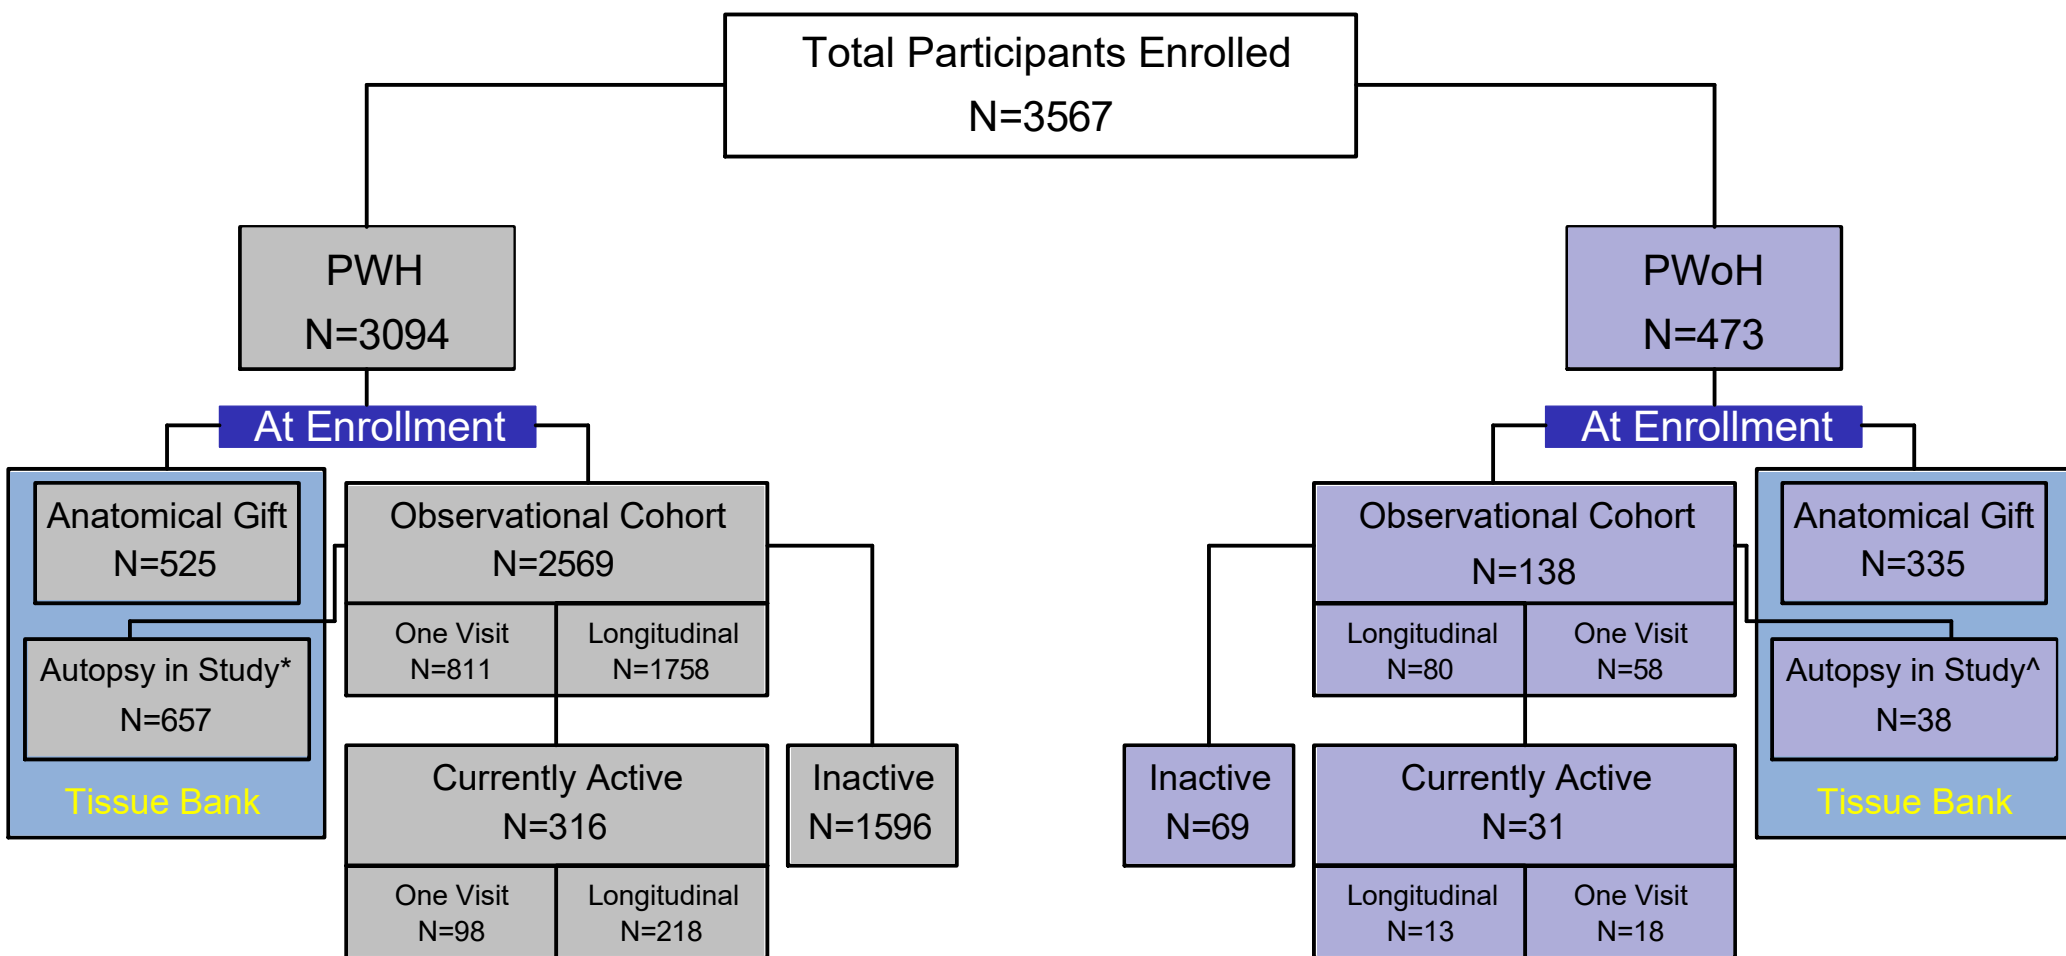 Total Participants Enrolled
N=3567
PWH
N=3094
PWoH
N=473
At Enrollment
At Enrollment
Anatomical Gift
N=525
Observational Cohort
N=2569
One Visit
N=811
Longitudinal
N=1758
Autopsy in Study*
N=657
Tissue Bank
Currently Active
N=316
One Visit
N=98
Longitudinal
N=218
Inactive
N=1596
Observational Cohort
N=138
Longitudinal
N=80
One Visit
N=58
Anatomical Gift
N=335
Autopsy in Study^
N=38
Tissue Bank
Inactive
N=69
Currently Active
N=31
Longitudinal
N=13
One Visit
N=18